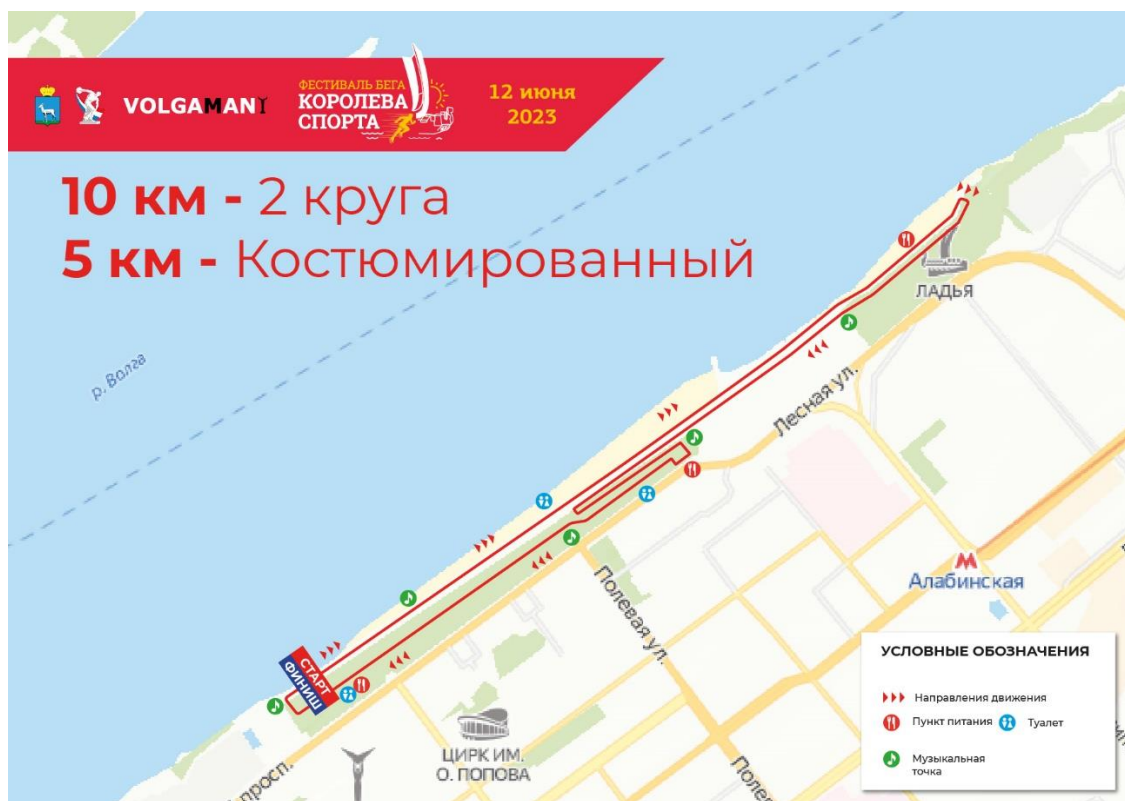 VOLGAMAN
ФЕСТИВАЛЬ БЕГА
КОРОЛЕВА
СПОРТА
12 июня
2023
10 км - 2 круга
5 км - Костюмированный
р. Волга
ЛАДЬЯ
Лесная ул.
Полевая ул.
Алабинская
СТАРТ
ФИНИШ
ЦИРК ИМ.
О. ПОПОВА
просп.
УСЛОВНЫЕ ОБОЗНАЧЕНИЯ
Направления движения
Пункт питания
Туалет
Музыкальная
точка